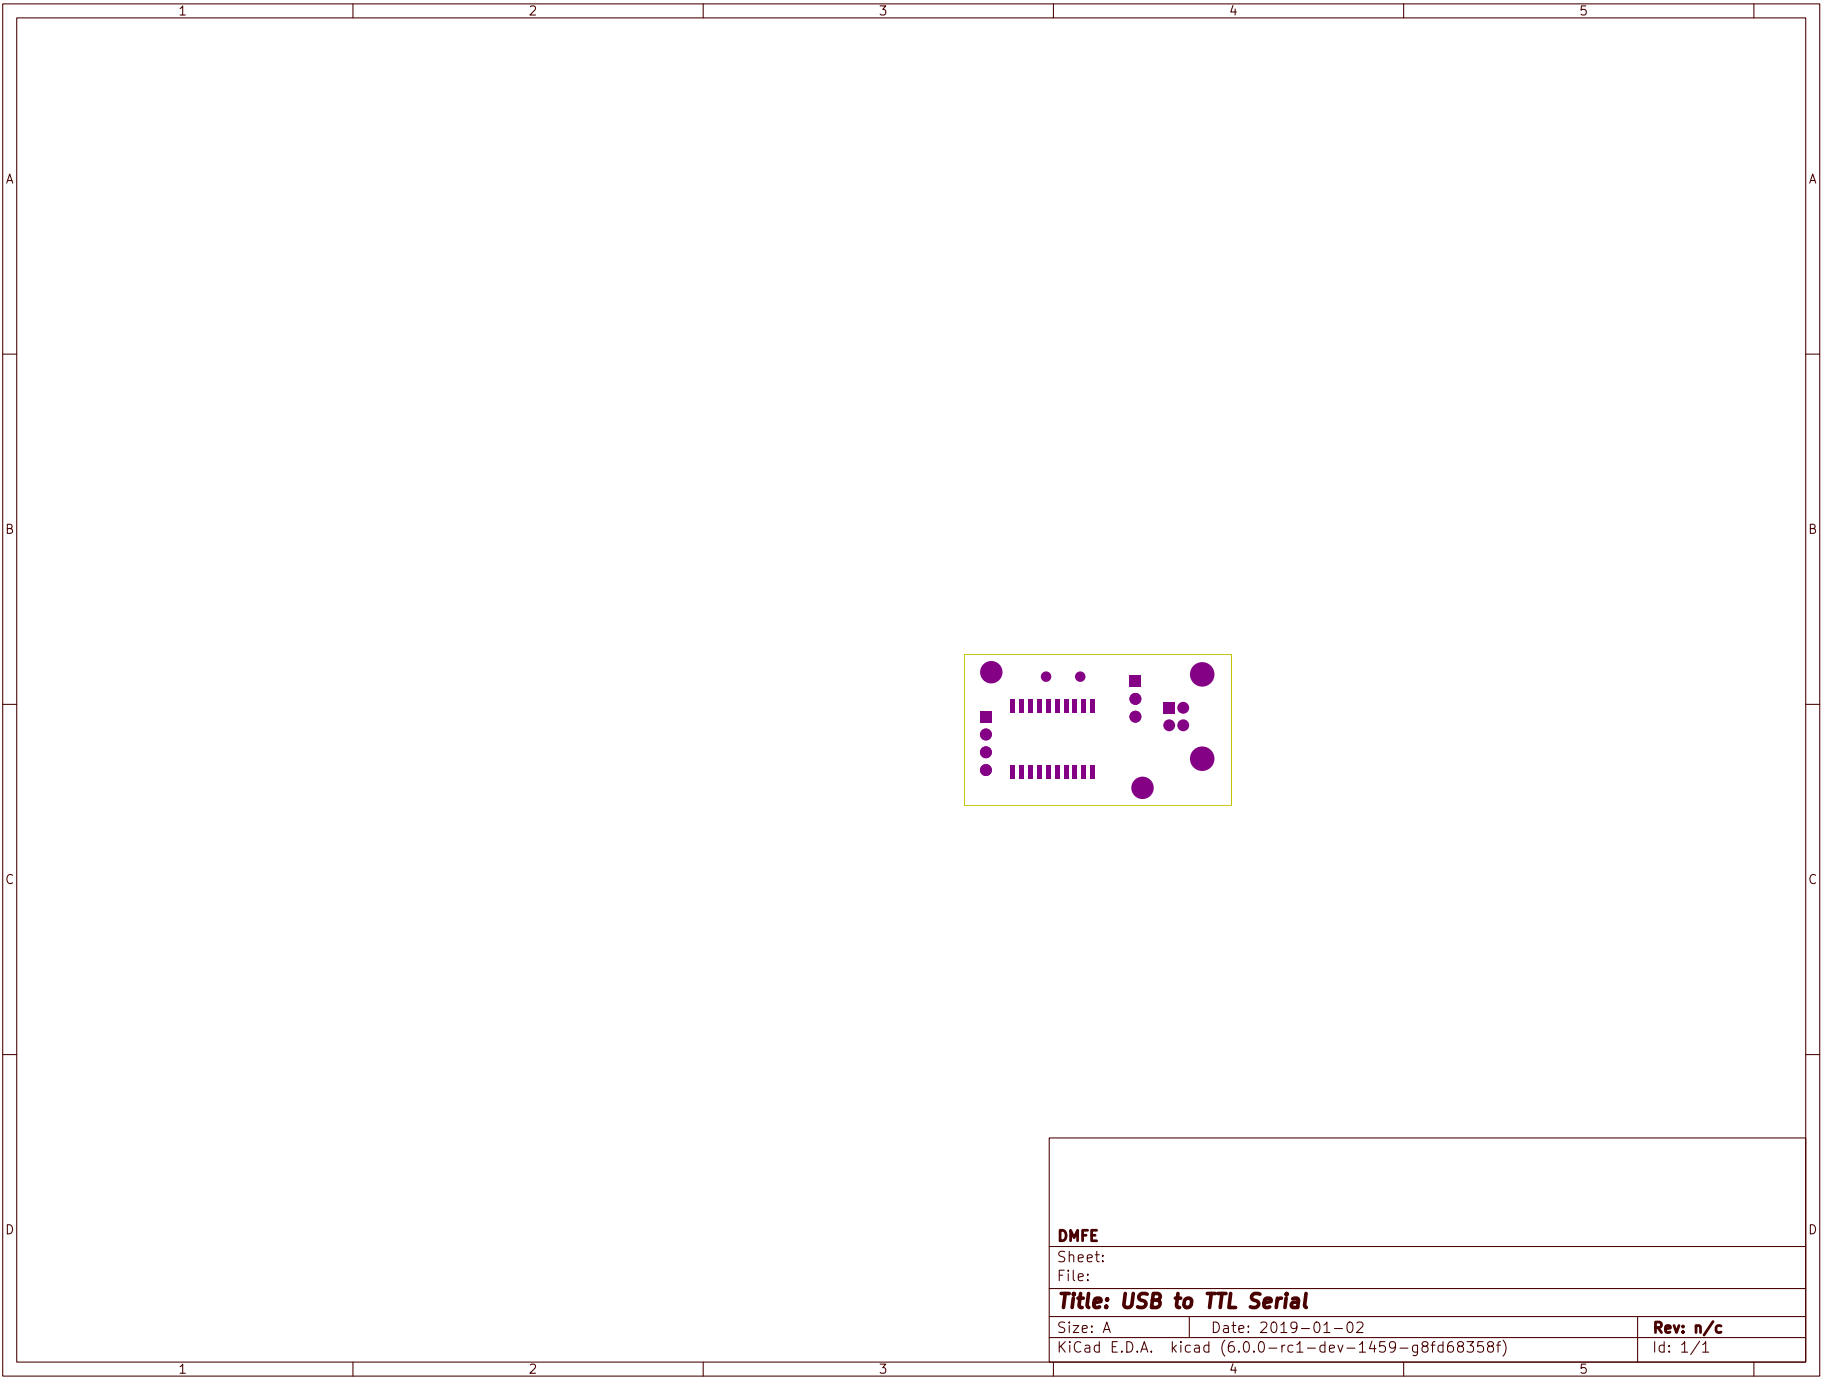 1 2 3 4 5
A A
B B
C C
D D
DMFE
Sheet:
File:
Title: USB to TTL Serial
Size: A Date: 2019-01-02 Rev: n/c
KiCad E.D.A. kicad (6.0.0-rc1-dev-1459-g8fd68358f) Id: 1/1
1 2 3 4 5